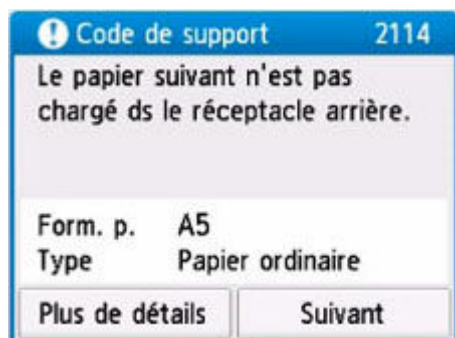 Code de support 2114
Le papier suivant n'est pas
chargé ds le réceptacle arrière.
Form. p. A5
Type Papier ordinaire
Plus de détails Suivant